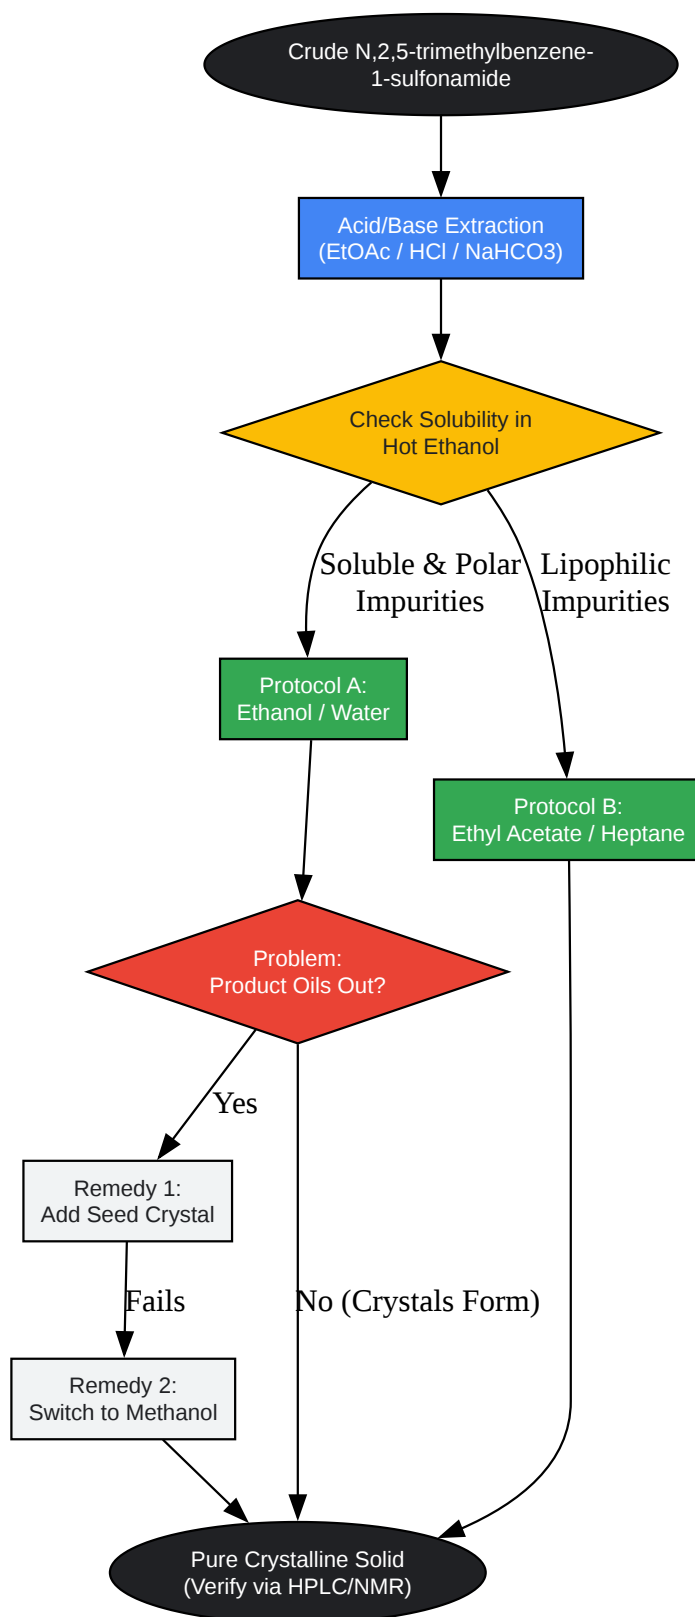 Crude N,2,5-trimethylbenzene-
1-sulfonamide
Acid/Base Extraction
(EtOAc / HCl / NaHCO3)
Check Solubility in
Hot Ethanol
Soluble & Polar
Impurities
Lipophilic
Impurities
Protocol A:
Ethanol / Water
Protocol B:
Ethyl Acetate / Heptane
Problem:
Product Oils Out?
Yes
Remedy 1:
Add Seed Crystal
Fails
No (Crystals Form)
Remedy 2:
Switch to Methanol
Pure Crystalline Solid
(Verify via HPLC/NMR)